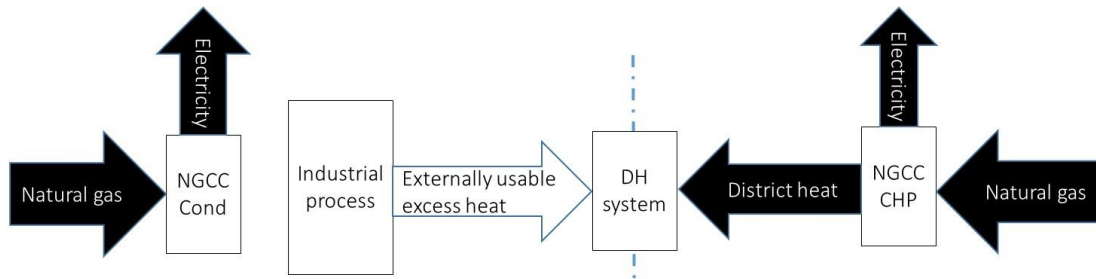 Electricity
Natural gas
NGCC
Cond
Industrial
process
Externally usable
excess heat
DH
system
District heat
Electricity
NGCC
CHP
Natural gas